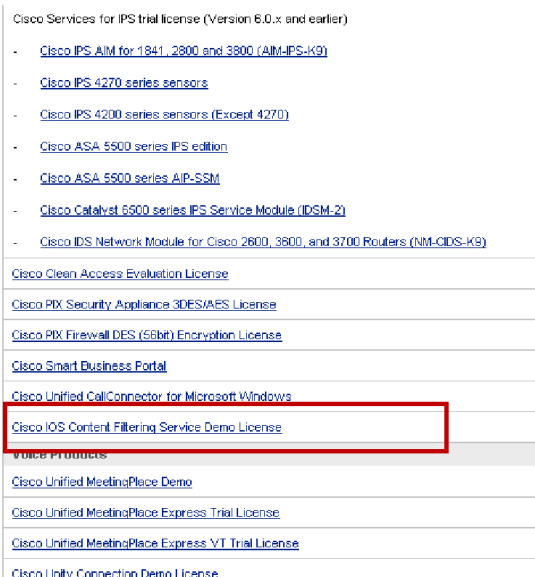 Cisco Services for IPS trial license (Version 6.0.x and earlier)
- Cisco IPS AIM for 1841, 2800 and 3800 (AIM-IPS-K9)
- Cisco IPS 4270 series sensors
- Cisco IPS 4200 series sensors (Except 4270)
- Cisco ASA 5500 series IPS edition
- Cisco ASA 5500 series AIP-SSM
- Cisco Catalyst 6500 series IPS Service Module (IDSM-2)
- Cisco IDS Network Module for Cisco 2600, 3600, and 3700 Routers (NM-CIDS-K9)
Cisco Clean Access Evaluation License
Cisco PIX Security Appliance 3DES/AES License
Cisco PIX Firewall DES (56bit) Encryption License
Cisco Smart Business Portal
Cisco Unified CallConnector for Microsoft Windows
Cisco IOS Content Filtering Service Demo License
Voice Products
Cisco Unified MeetingPlace Demo
Cisco Unified MeetingPlace Express Trial License
Cisco Unified MeetingPlace Express VT Trial License
Cisco Unity Connection Demo License